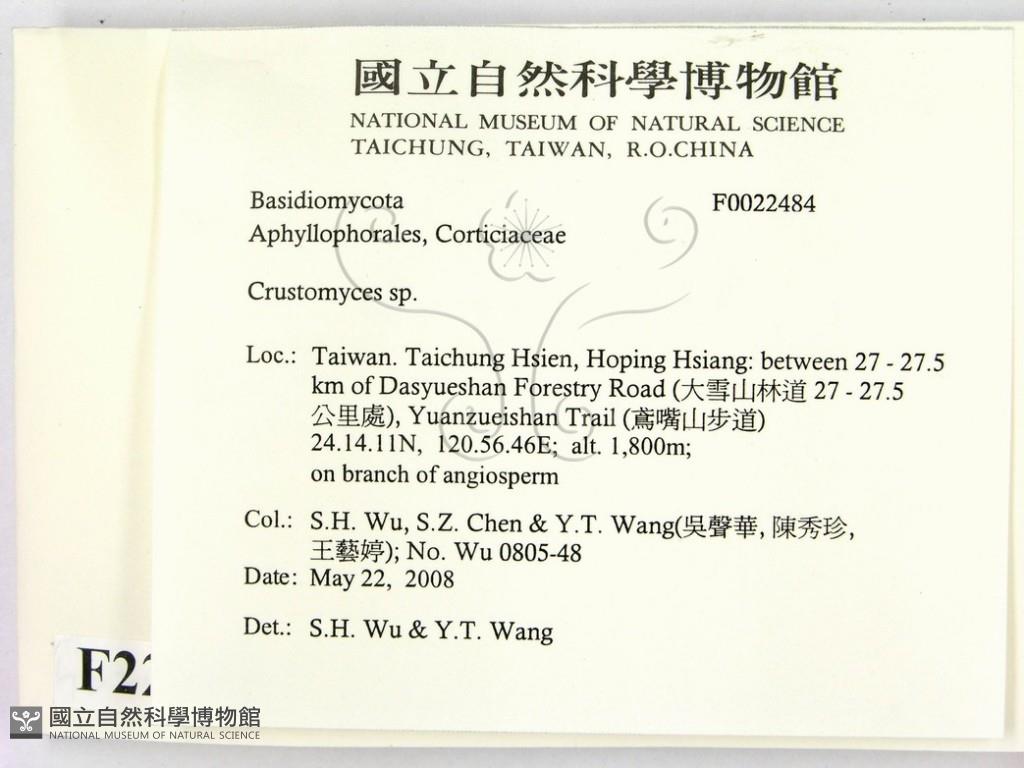 國立自然科學博物館
NATIONAL MUSEUM OF NATURAL SCIENCE
TAICHUNG, TAIWAN, R.O.CHINA
Basidiomycota F0022484
Aphyllophorales, Corticiaceae
Crustomyces sp.
Loc.: Taiwan. Taichung Hsien, Hoping Hsiang: between 27 - 27.5
km of Dasyueshan Forestry Road (大雪山林道 27 - 27.5
公里處), Yuanzueishan Trail (鳶嘴山步道)
24.14.11N, 120.56.46E; alt. 1,800m;
on branch of angiosperm
Col.: S.H. Wu, S.Z. Chen & Y.T. Wang(吳聲華, 陳秀珍,
王藝婷); No. Wu 0805-48
Date: May 22, 2008
Det.: S.H. Wu & Y.T. Wang
F22
國立自然科學博物館
NATIONAL MUSEUM OF NATURAL SCIENCE